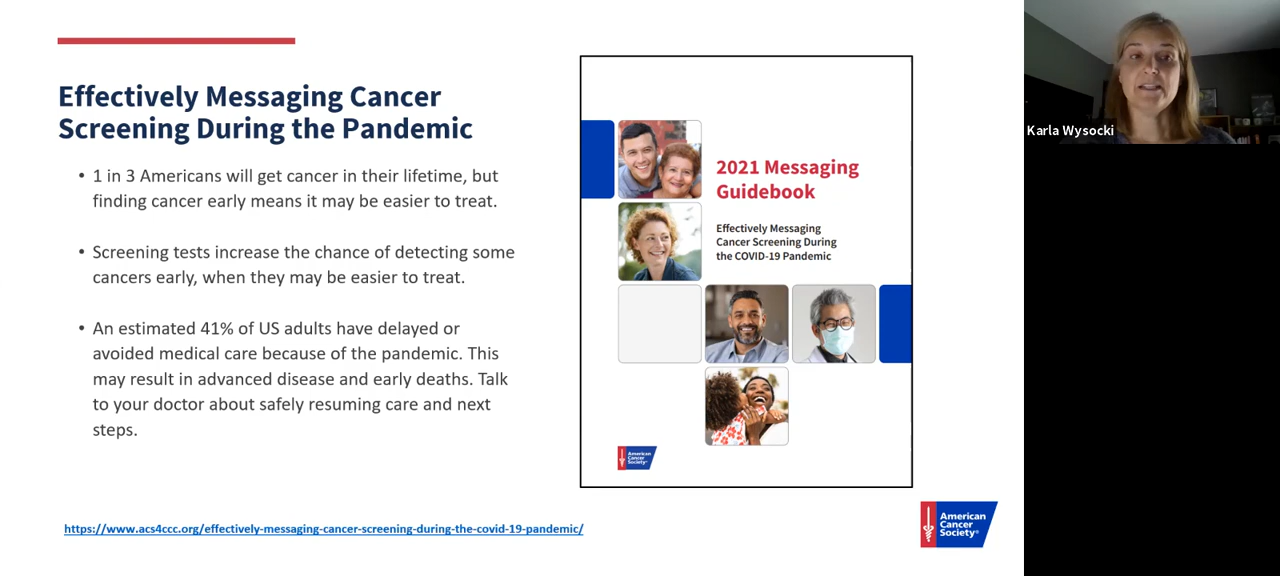 Effectively Messaging Cancer
Screening During the Pandemic
• 1 in 3 Americans will get cancer in their lifetime, but
finding cancer early means it may be easier to treat.
• Screening tests increase the chance of detecting some
cancers early, when they may be easier to treat.
• An estimated 41% of US adults have delayed or
avoided medical care because of the pandemic. This
may result in advanced disease and early deaths. Talk
to your doctor about safely resuming care and next
steps.
https://www.acs4ccc.org/effectively-messaging-cancer-screening-during-the-covid-19-pandemic/
2021 Messaging
Guidebook
Effectively Messaging
Cancer Screening During
the COVID-19 Pandemic
American
Cancer
Society®
American
Cancer
Society®
Karla Wysocki